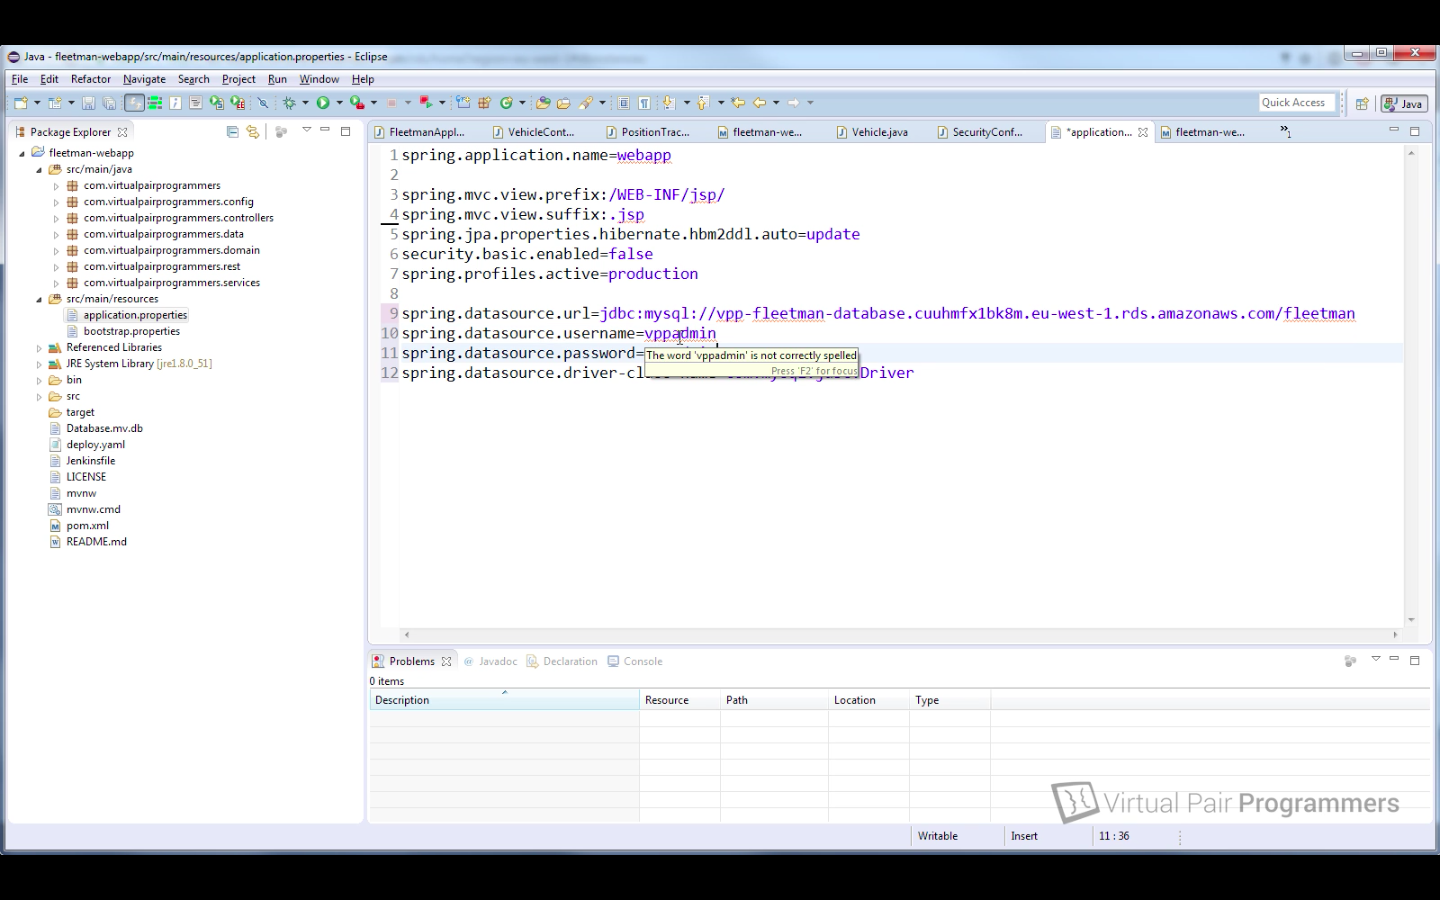 Java - fleetman-webapp/src/main/resources/application.properties - Eclipse
File Edit Refactor Navigate Search Project Run Window Help
Quick Access Java
Package Explorer
fleetman-webapp
src/main/java
com.virtualpairprogrammers
com.virtualpairprogrammers.config
com.virtualpairprogrammers.controllers
com.virtualpairprogrammers.data
com.virtualpairprogrammers.domain
com.virtualpairprogrammers.rest
com.virtualpairprogrammers.services
src/main/resources
application.properties
bootstrap.properties
Referenced Libraries
JRE System Library [jre1.8.0_51]
bin
src
target
Database.mv.db
deploy.yaml
Jenkinsfile
LICENSE
mvnw
mvnw.cmd
pom.xml
README.md
FleetmanAppl... VehicleCont... PositionTrac... fleetman-we... Vehicle.java SecurityConf... *application... fleetman-we... »1
1 spring.application.name=webapp
2
3 spring.mvc.view.prefix:/WEB-INF/jsp/
4 spring.mvc.view.suffix:.jsp
5 spring.jpa.properties.hibernate.hbm2ddl.auto=update
6 security.basic.enabled=false
7 spring.profiles.active=production
8
9 spring.datasource.url=jdbc:mysql://vpp-fleetman-database.cuuhmfx1bk8m.eu-west-1.rds.amazonaws.com/fleetman
10 spring.datasource.username=vppadmin
11 spring.datasource.password=
The word 'vppadmin' is not correctly spelled
Press 'F2' for focus
12 spring.datasource.driver-cl Driver
Problems Javadoc Declaration Console
0 items
Description Resource Path Location Type
Virtual Pair Programmers
Writable Insert 11 : 36